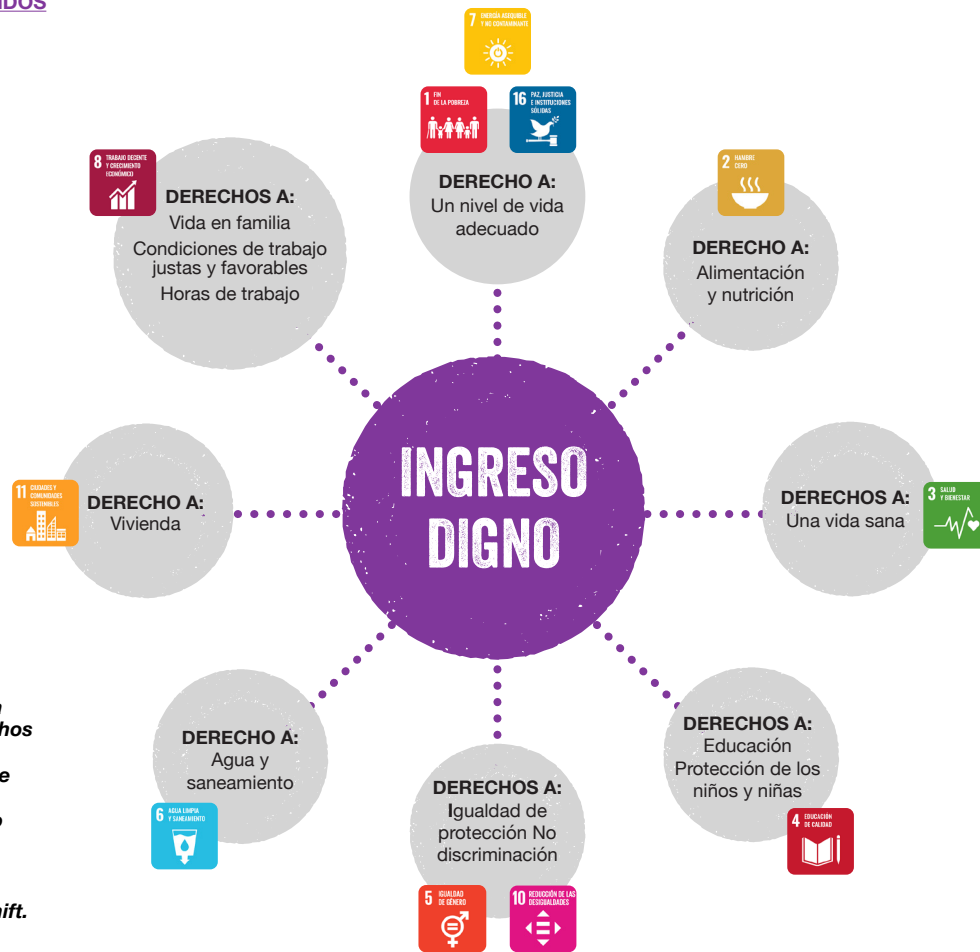 IDOS
7 ENERGÍA ASEQUIBLE
Y NO CONTAMINANTE
1 FIN
DE LA POBREZA
16 PAZ, JUSTICIA
E INSTITUCIONES
SÓLIDAS
DERECHO A:
Un nivel de vida
adecuado
2 HAMBRE
CERO
DERECHO A:
Alimentación
y nutrición
8 TRABAJO DECENTE
Y CRECIMIENTO
ECONÓMICO
DERECHOS A:
Vida en familia
Condiciones de trabajo
justas y favorables
Horas de trabajo
INGRESO
DIGNO
11 CIUDADES Y
COMUNIDADES
SOSTENIBLES
DERECHO A:
Vivienda
DERECHOS A:
Una vida sana
3 SALUD
Y BIENESTAR
DERECHO A:
Agua y
saneamiento
6 AGUA LIMPIA
Y SANEAMIENTO
DERECHOS A:
Igualdad de
protección No
discriminación
5 IGUALDAD
DE GÉNERO
10 REDUCCIÓN DE LAS
DESIGUALDADES
DERECHOS A:
Educación
Protección de los
niños y niñas
4 EDUCACIÓN
DE CALIDAD
hos
e
ift.